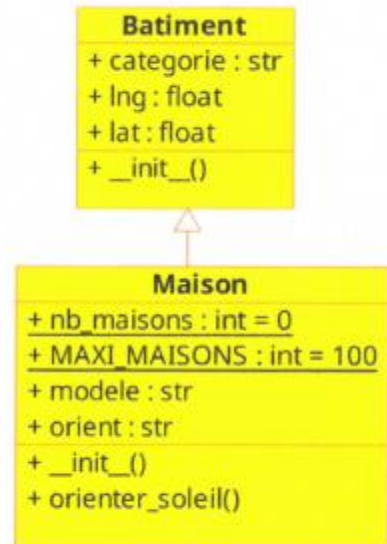 Batiment
+ categorie : str
+ lng : float
+ lat : float
+ __init__()
Maison
+ nb_maisons : int = 0
+ MAXI_MAISONS : int = 100
+ modele : str
+ orient : str
+ __init__()
+ orienter_soleil()